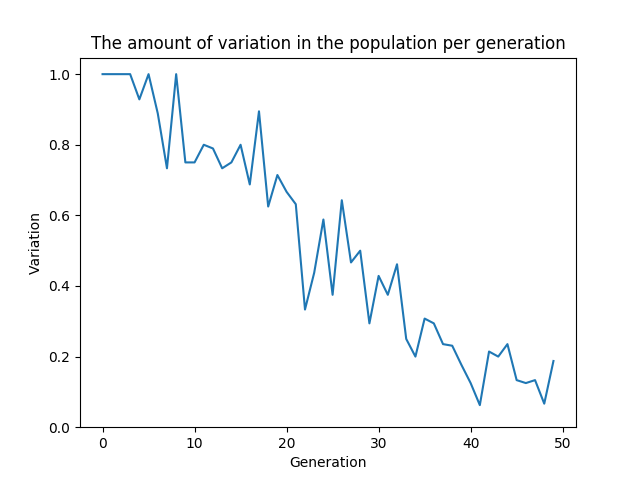 The amount of variation in the population per generation
1.0
0.8
0.6
0.4
0.2
0.0
Variation
0 10 20 30 40 50
Generation